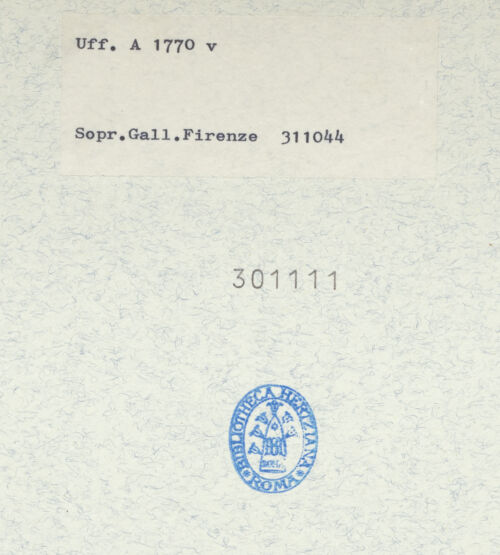 Uff. A 1770 v
Sopr.Gall.Firenze 311044
301111
BIBLIOTHECA HERTZIANA
ROMA